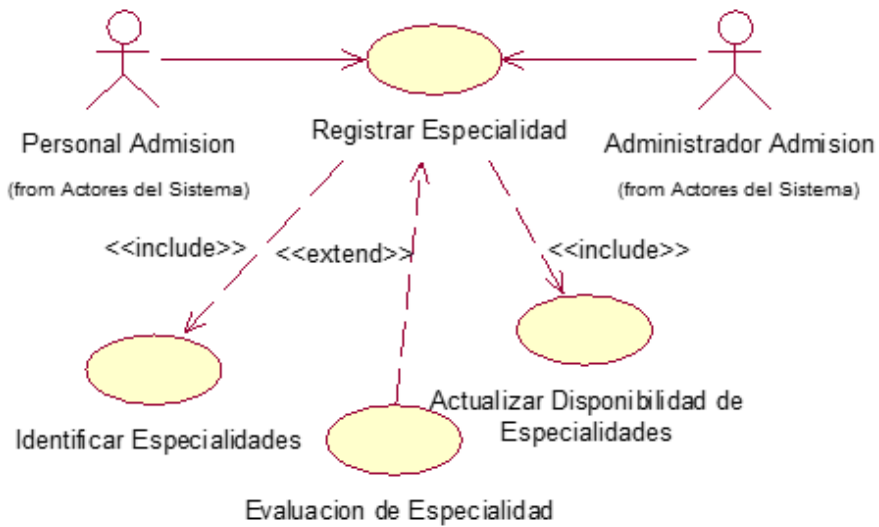 Personal Admision
(from Actores del Sistema)
Registrar Especialidad
Administrador Admision
(from Actores del Sistema)
<<include>>
<<extend>>
<<include>>
Identificar Especialidades
Actualizar Disponibilidad de
Especialidades
Evaluacion de Especialidad